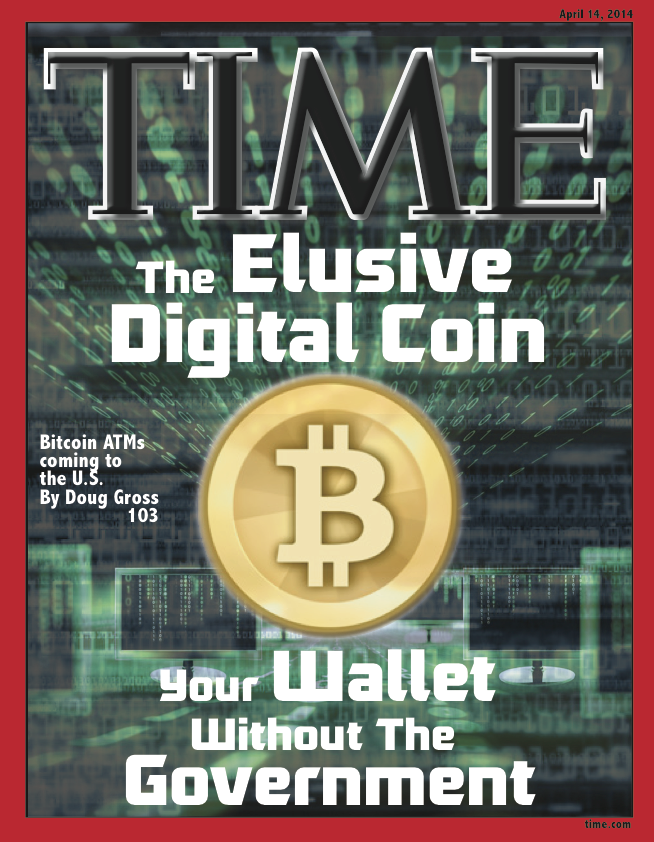 April 14, 2014
TIME
The Elusive
Digital Coin
Bitcoin ATMs
coming to
the U.S.
By Doug Gross
103
B
Your Wallet
Without The
Government
time.com